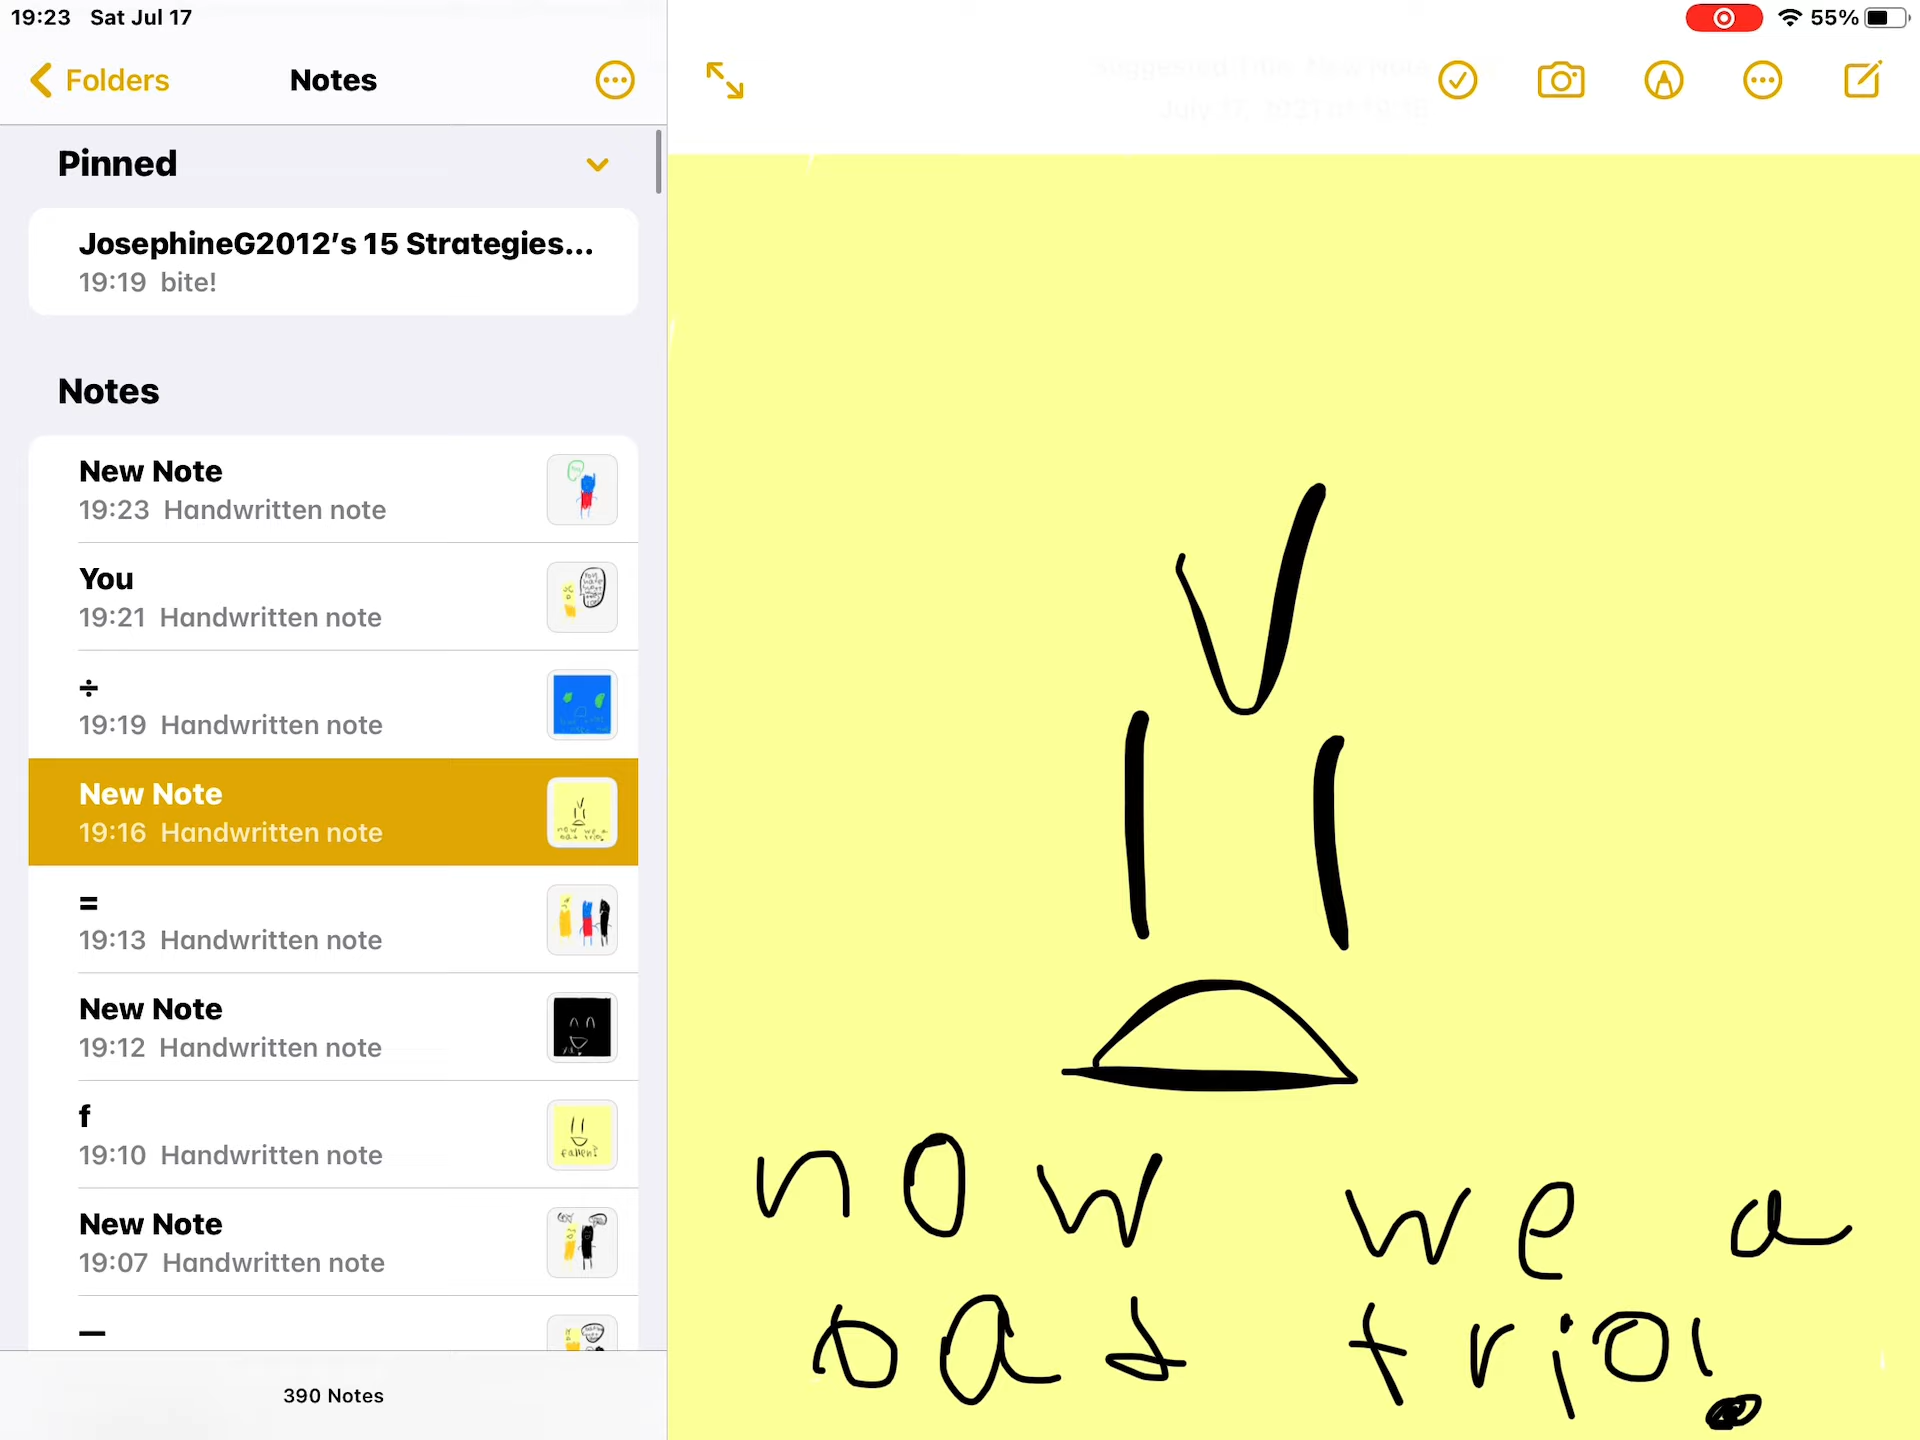 19:23 Sat Jul 17
55%
Folders
Notes
Pinned
JosephineG2012’s 15 Strategies...
19:19 bite!
Notes
New Note
19:23 Handwritten note
You
19:21 Handwritten note
÷
19:19 Handwritten note
New Note
19:16 Handwritten note
=
19:13 Handwritten note
New Note
19:12 Handwritten note
f
19:10 Handwritten note
fallen?
New Note
19:07 Handwritten note
—
390 Notes
now we a
bad trio!